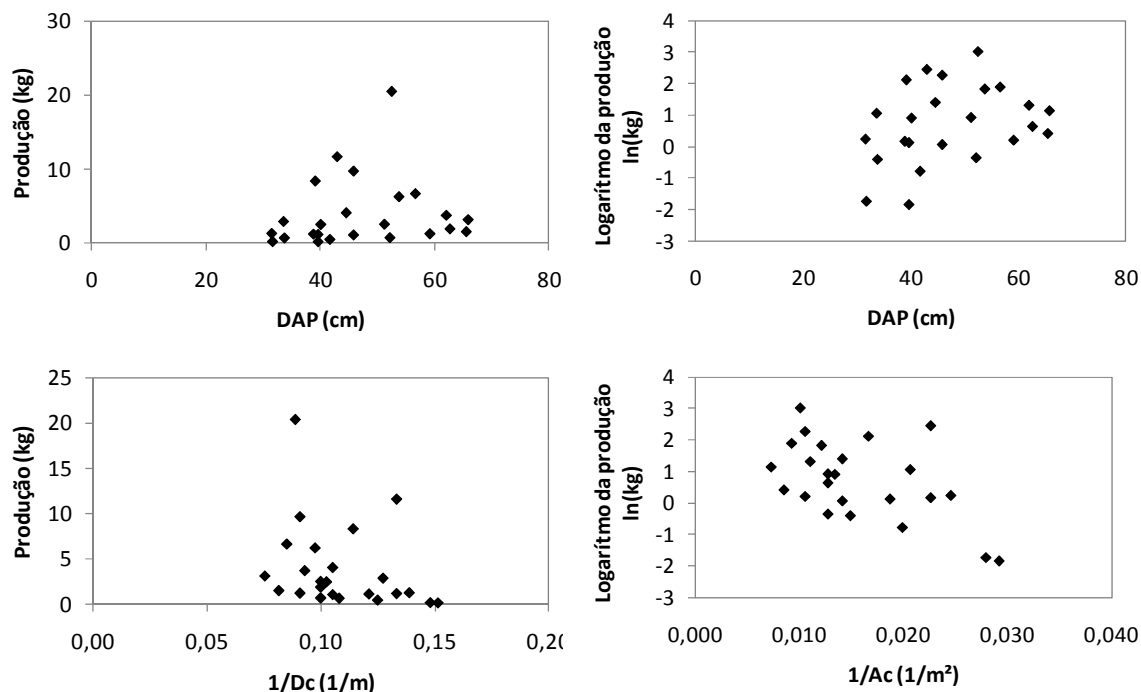 Produção (kg)
30
20
10
0
0 20 40 60 80
DAP (cm)
Logarítmo da produção
ln(kg)
4
3
2
1
0
-1
-2
-3
0 20 40 60 80
DAP (cm)
Produção (kg)
25
20
15
10
5
0
0,00 0,05 0,10 0,15 0,20
1/Dc (1/m)
Logarítmo da produção
ln(kg)
4
3
2
1
0
-1
-2
-3
0,000 0,010 0,020 0,030 0,040
1/Ac (1/m²)